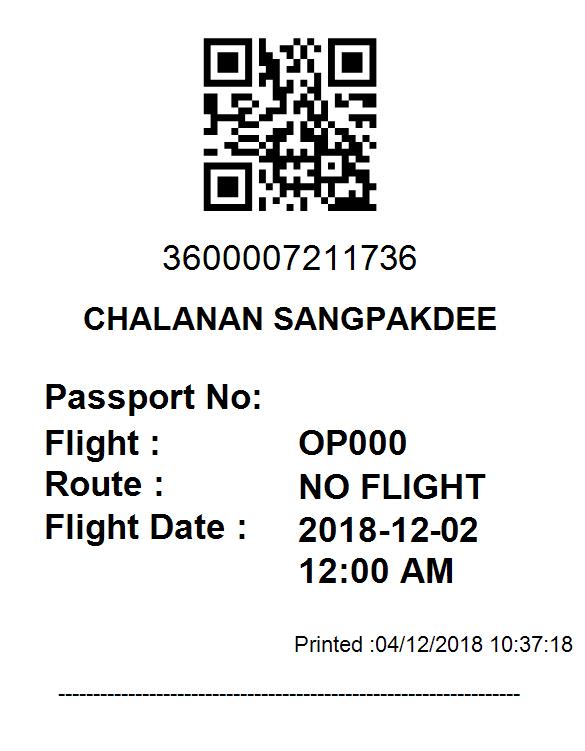 3600007211736
CHALANAN SANGPAKDEE
Passport No:
Flight : OP000
Route : NO FLIGHT
Flight Date : 2018-12-02
12:00 AM
Printed :04/12/2018 10:37:18